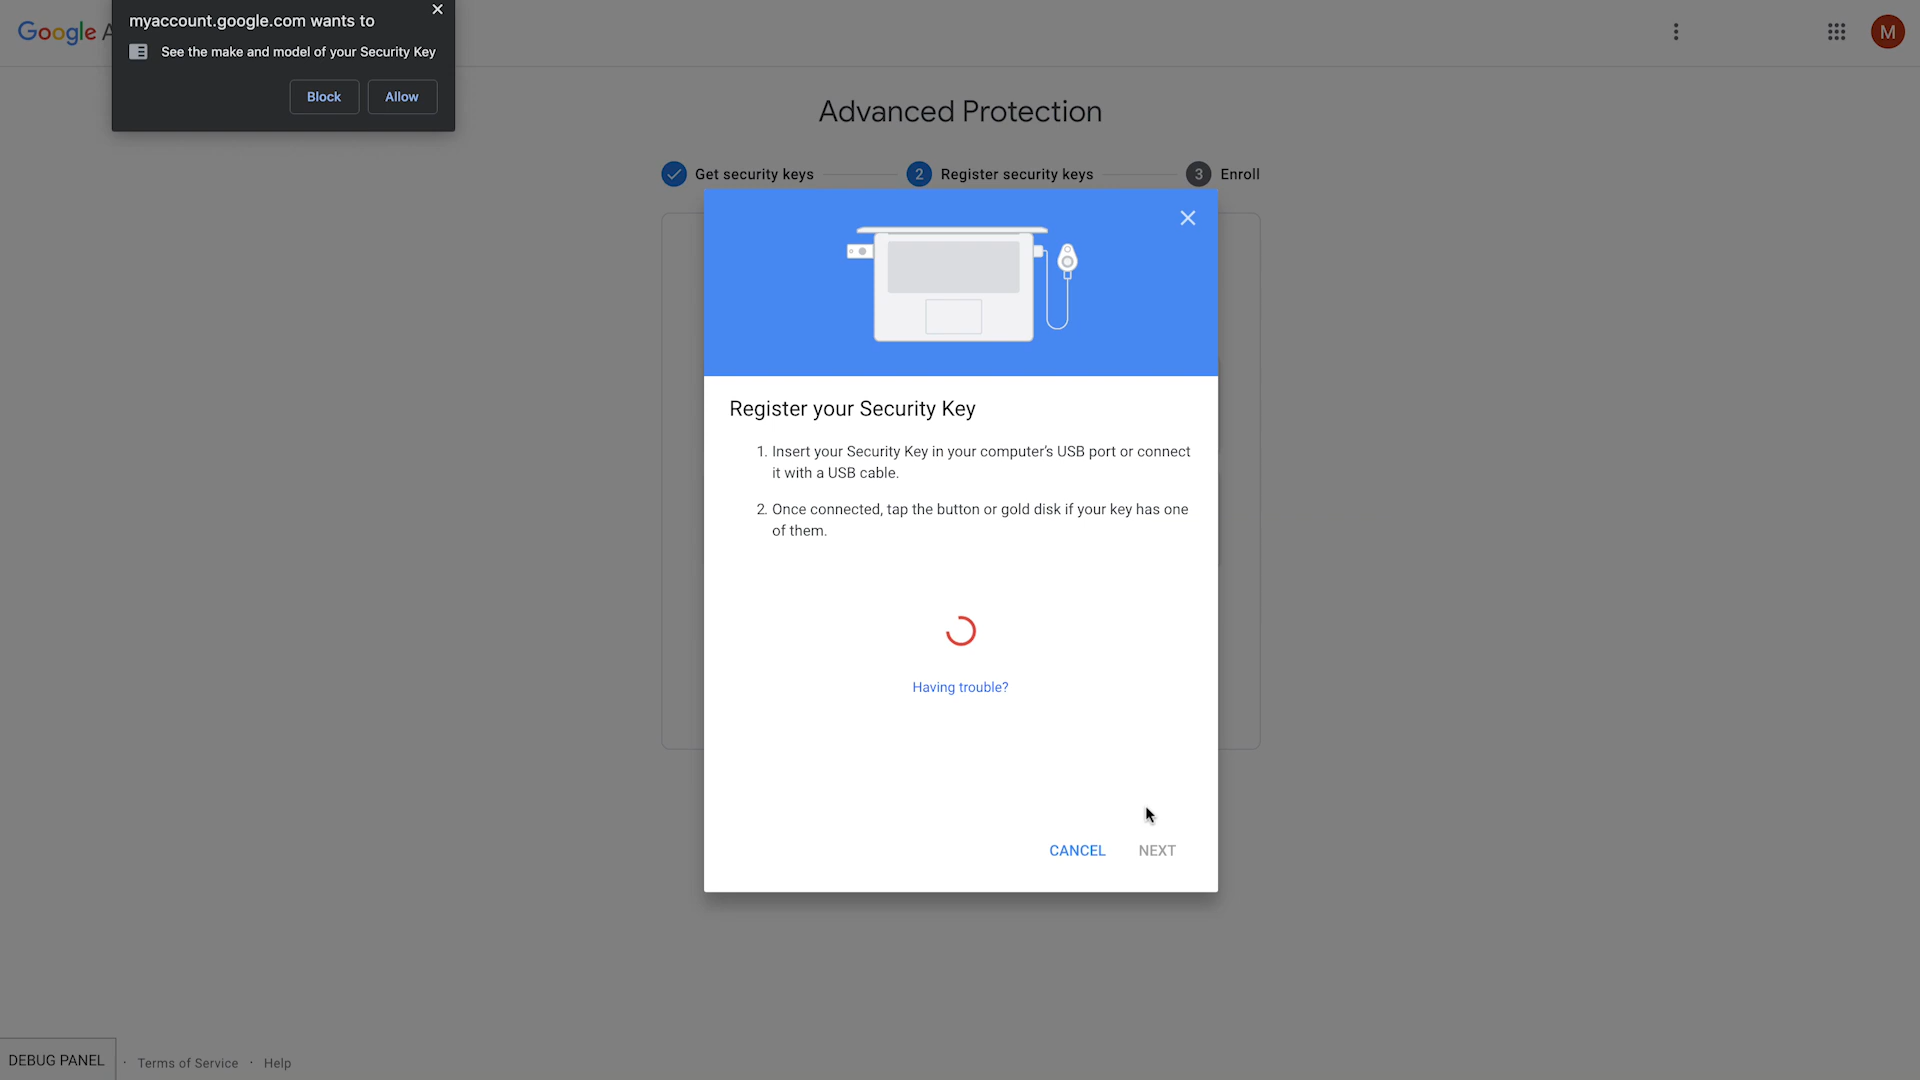 myaccount.google.com wants to
See the make and model of your Security Key
Block Allow
Google A
M
Advanced Protection
Get security keys 2 Register security keys 3 Enroll
Register your Security Key
1. Insert your Security Key in your computer's USB port or connect
it with a USB cable.
2. Once connected, tap the button or gold disk if your key has one
of them.
Having trouble?
CANCEL NEXT
DEBUG PANEL · Terms of Service · Help